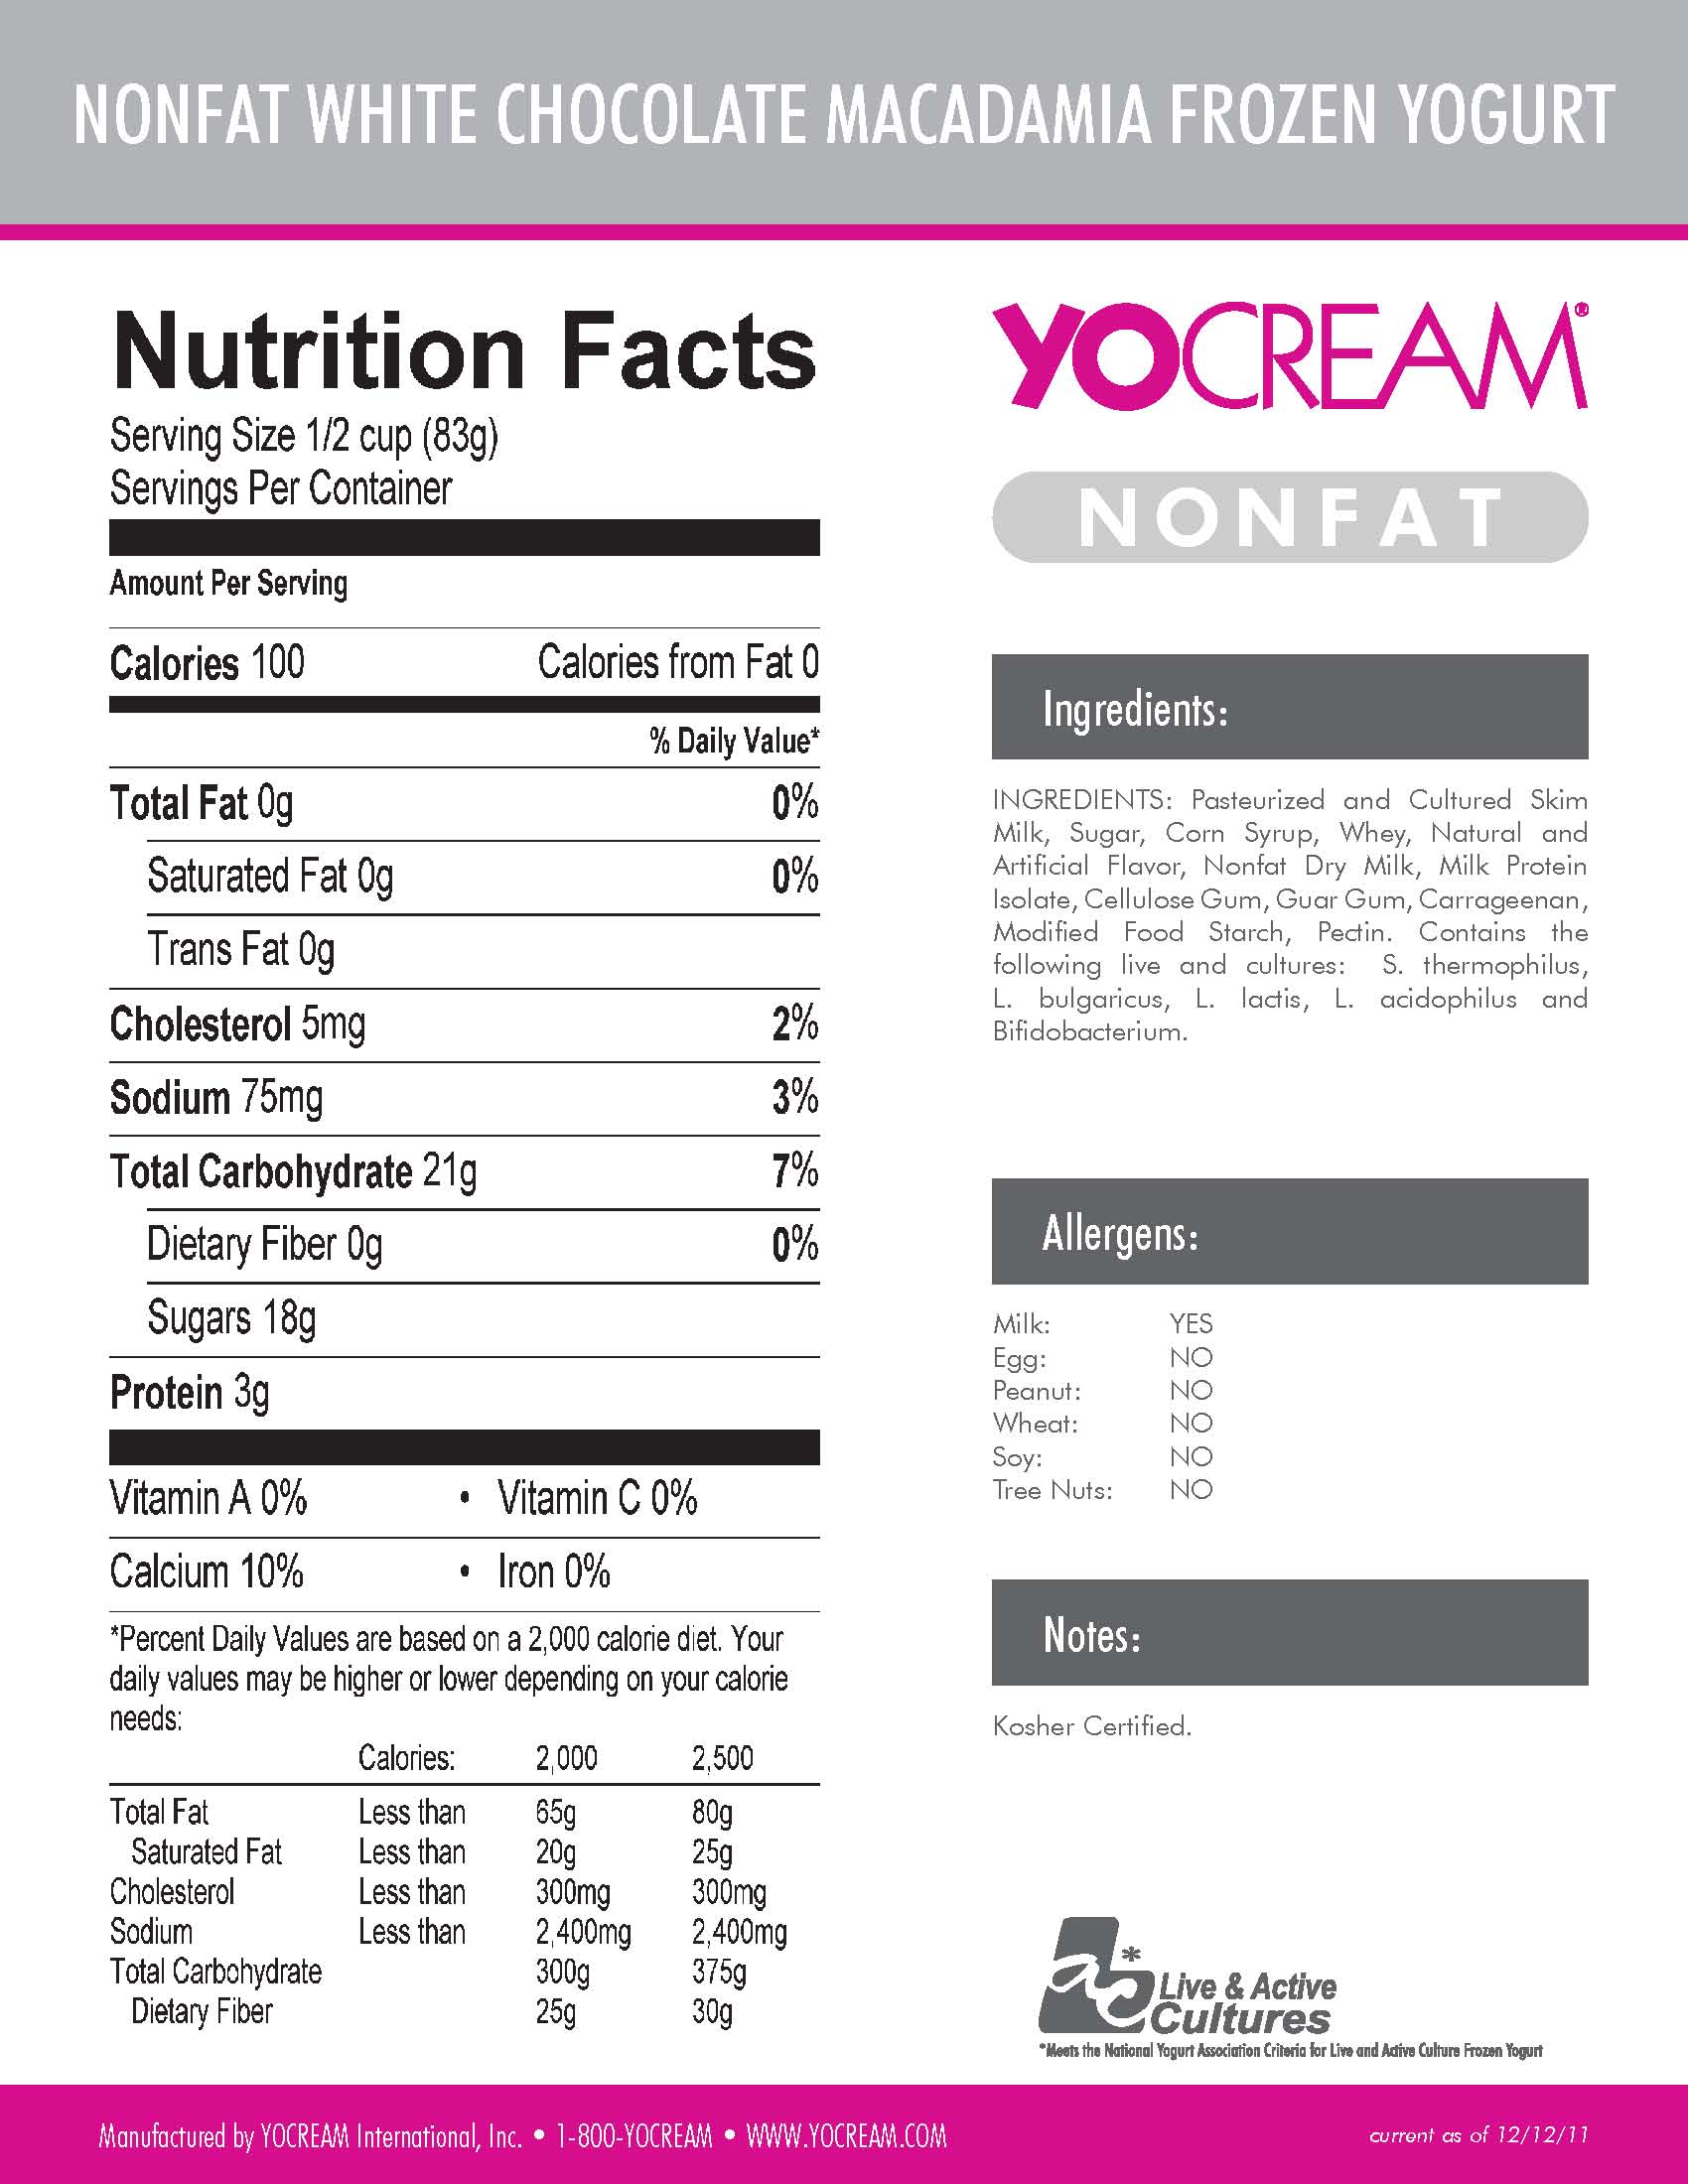 NONFAT WHITE CHOCOLATE MACADAMIA FROZEN YOGURT
Nutrition Facts
Serving Size 1/2 cup (83g)
Servings Per Container
Amount Per Serving
Calories 100 Calories from Fat 0
% Daily Value*
Total Fat 0g 0%
Saturated Fat 0g 0%
Trans Fat 0g
Cholesterol 5mg 2%
Sodium 75mg 3%
Total Carbohydrate 21g 7%
Dietary Fiber 0g 0%
Sugars 18g
Protein 3g
Vitamin A 0% • Vitamin C 0%
Calcium 10% • Iron 0%
*Percent Daily Values are based on a 2,000 calorie diet. Your
daily values may be higher or lower depending on your calorie
needs:
Calories: 2,000 2,500
Total Fat Less than 65g 80g
Saturated Fat Less than 20g 25g
Cholesterol Less than 300mg 300mg
Sodium Less than 2,400mg 2,400mg
Total Carbohydrate 300g 375g
Dietary Fiber 25g 30g
YOCREAM®
NONFAT
Ingredients:
INGREDIENTS: Pasteurized and Cultured Skim
Milk, Sugar, Corn Syrup, Whey, Natural and
Artificial Flavor, Nonfat Dry Milk, Milk Protein
Isolate, Cellulose Gum, Guar Gum, Carrageenan,
Modified Food Starch, Pectin. Contains the
following live and cultures: S. thermophilus,
L. bulgaricus, L. lactis, L. acidophilus and
Bifidobacterium.
Allergens:
Milk: YES
Egg: NO
Peanut: NO
Wheat: NO
Soy: NO
Tree Nuts: NO
Notes:
Kosher Certified.
ac*
Live & Active
Cultures
*Meets the National Yogurt Association Criteria for Live and Active Culture Frozen Yogurt
Manufactured by YOCREAM International, Inc. • 1-800-YOCREAM • WWW.YOCREAM.COM
current as of 12/12/11